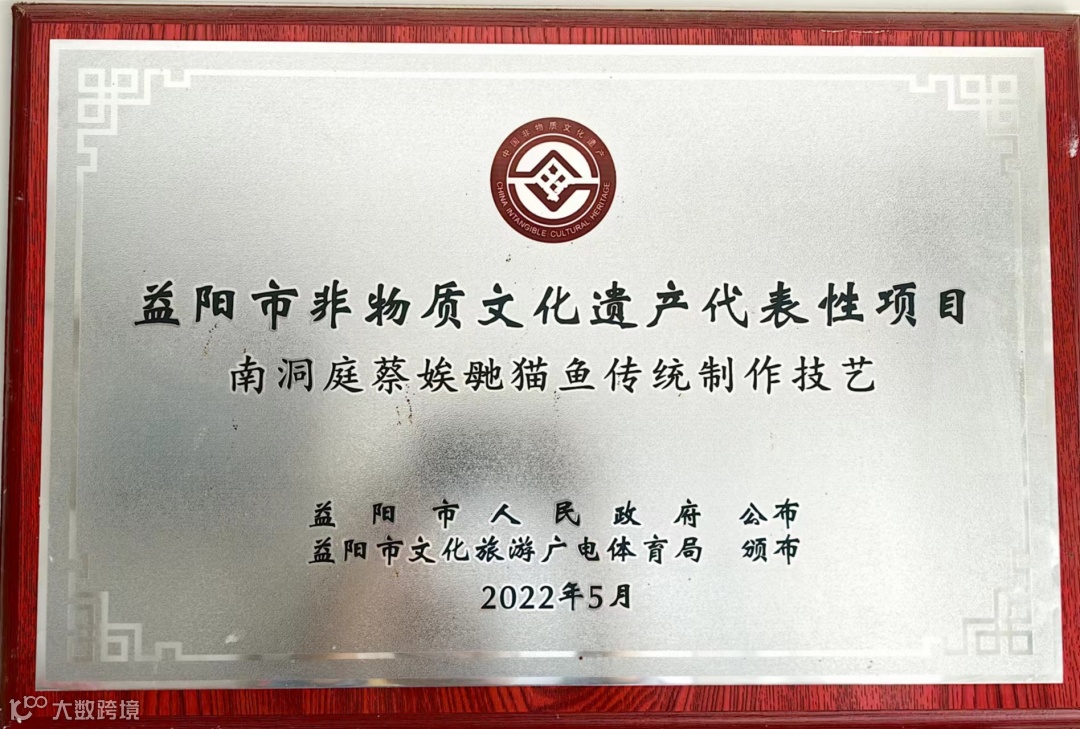 中国非物质文化遗产
CHINA INTANGIBLE CULTURAL HERITAGE
益阳市非物质文化遗产代表性项目
南洞庭蔡娭毑猫鱼传统制作技艺
益阳市人民政府 公布
益阳市文化旅游广电体育局 颁布
2022年5月
大数跨境